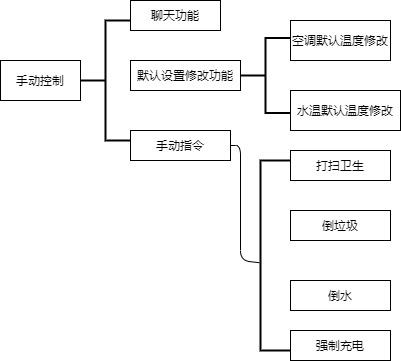 聊天功能
空调默认温度修改
手动控制
默认设置修改功能
水温默认温度修改
手动指令
打扫卫生
倒垃圾
倒水
强制充电